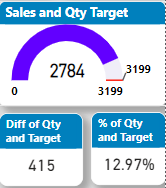 Sales and Qty Target
2784
3199
0
3199
Diff of Qty
and Target
415
% of Qty
and Target
12.97%